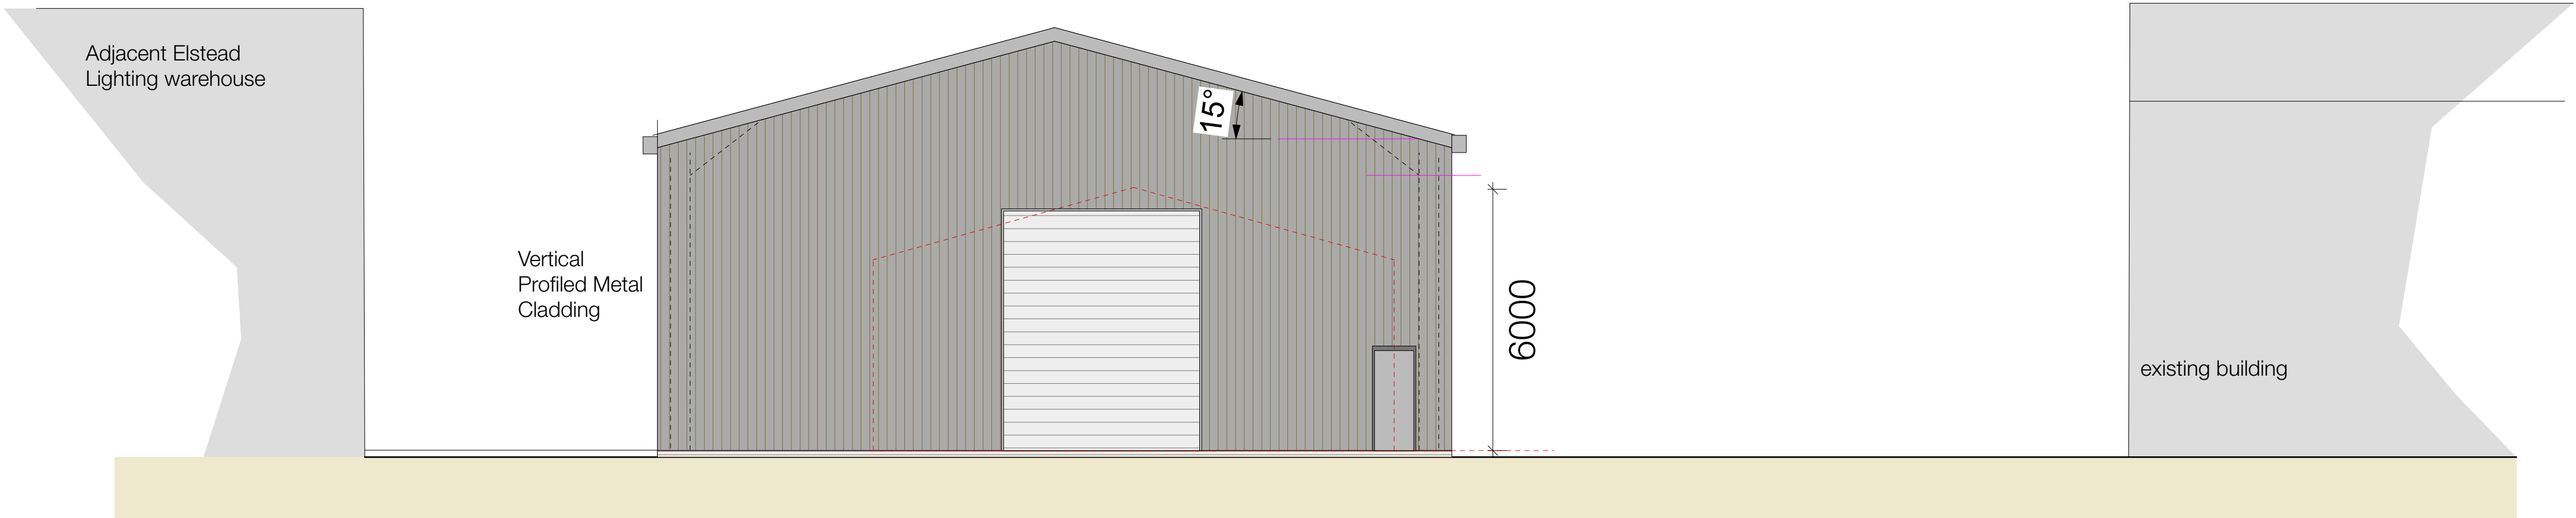 Adjacent Elstead
Lighting warehouse
15°
Vertical
Profiled Metal
Cladding
6000
existing building